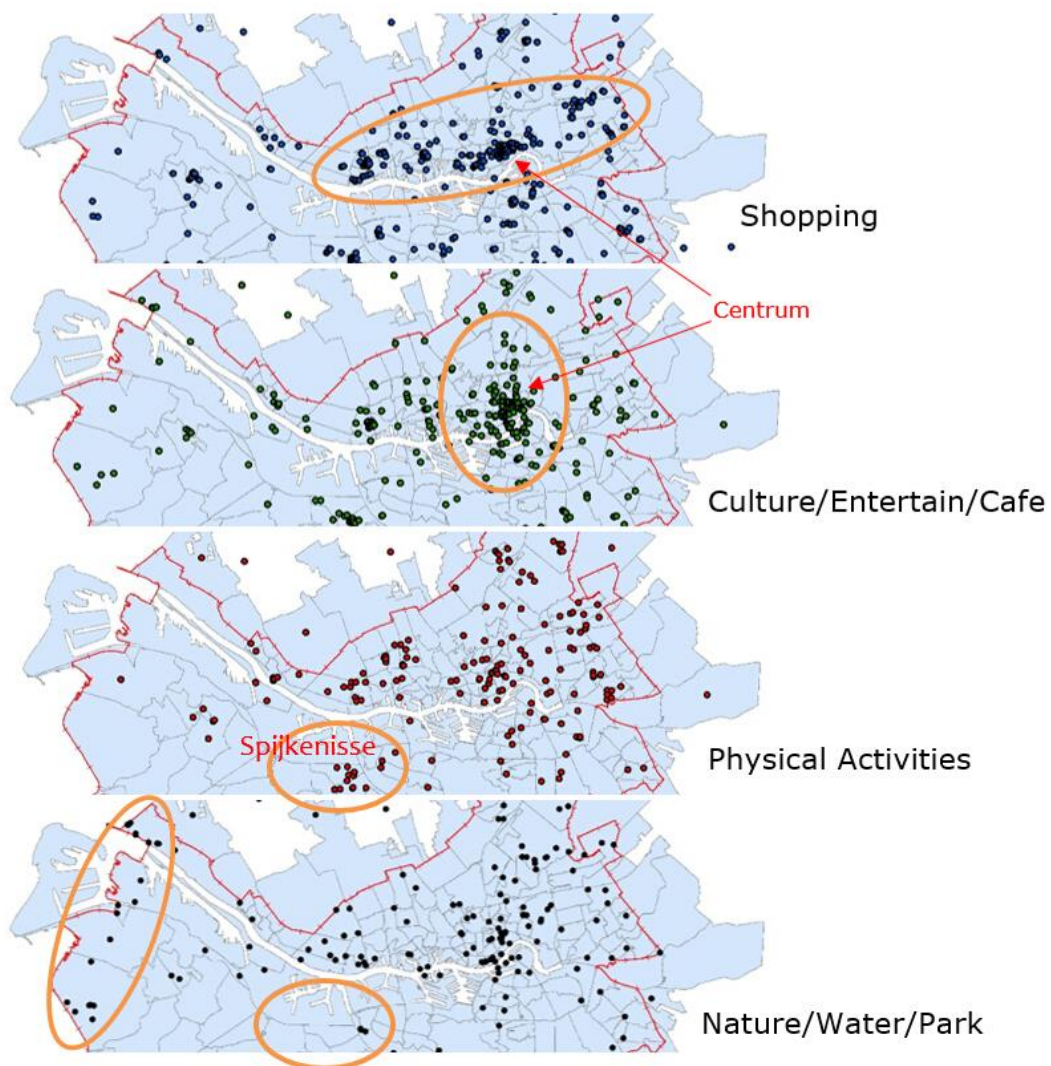 Shopping
Centrum
Culture/Entertain/Cafe
Spijkenisse
Physical Activities
Nature/Water/Park